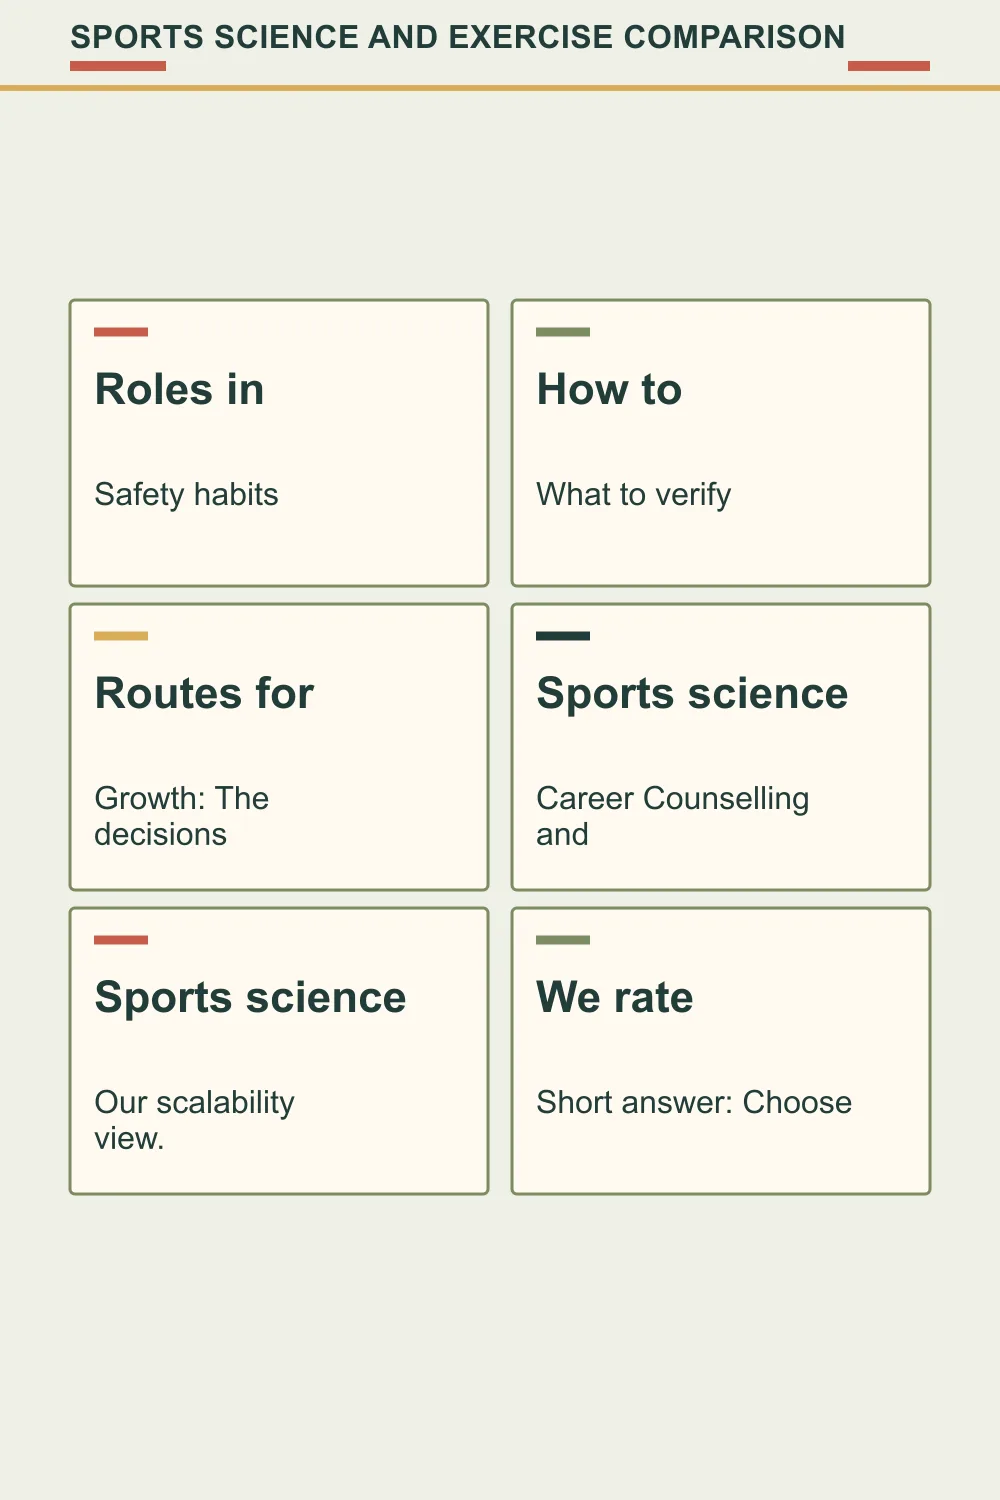 SPORTS SCIENCE AND EXERCISE COMPARISON
Roles in
Safety habits
How to
What to verify
Routes for
Growth: The
decisions
Sports science
Career Counselling
and
Sports science
Our scalability
view.
We rate
Short answer: Choose